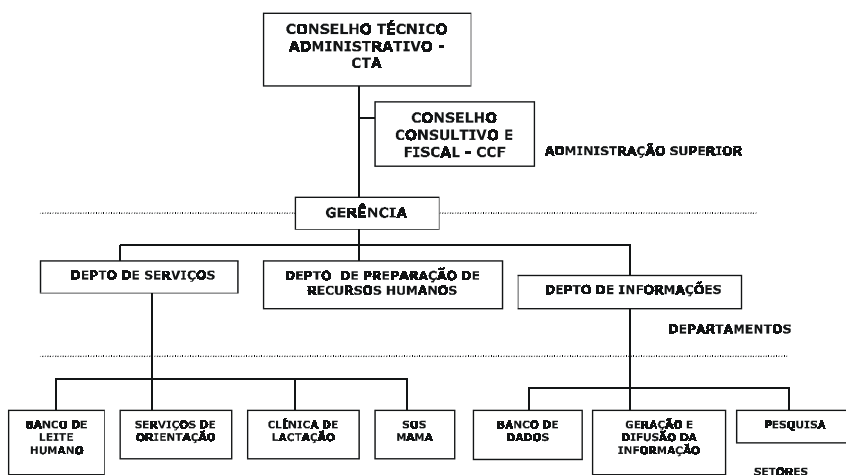 CONSELHO TÉCNICO
ADMINISTRATIVO -
CTA
CONSELHO
CONSULTIVO E
FISCAL - CCF
ADMINISTRAÇÃO SUPERIOR
GERÊNCIA
DEPTO DE SERVIÇOS
DEPTO DE PREPARAÇÃO DE
RECURSOS HUMANOS
DEPTO DE INFORMAÇÕES
DEPARTAMENTOS
BANCO DE
LEITE
HUMANO
SERVIÇOS DE
ORIENTAÇÃO
CLÍNICA DE
LACTAÇÃO
SOS
MAMA
BANCO DE
DADOS
GERAÇÃO E
DIFUSÃO DA
INFORMAÇÃO
PESQUISA
SETORES